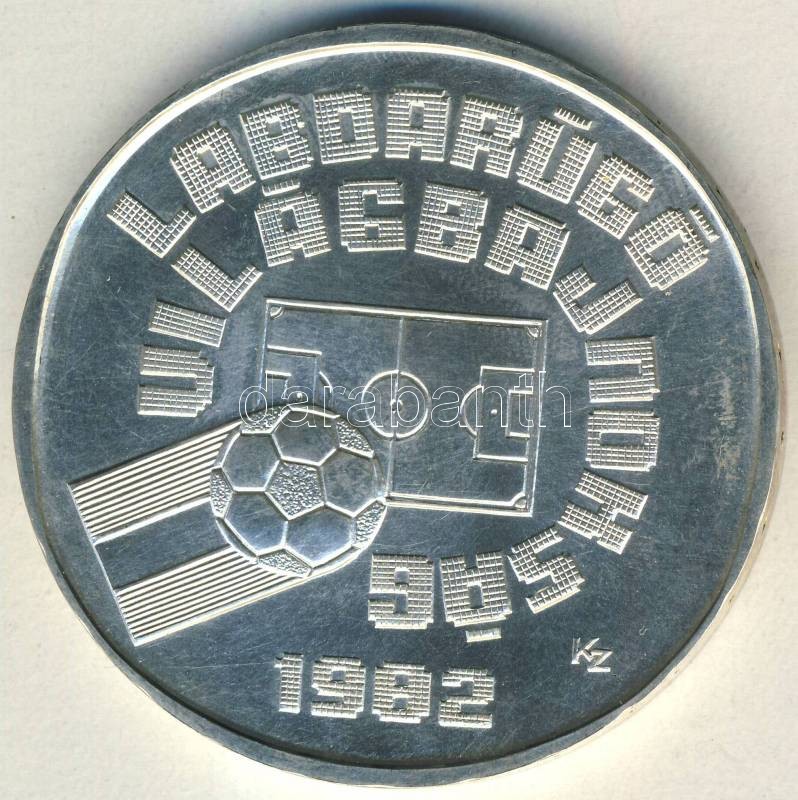 LABDARÚGÓ
VILÁGBAJNOKSÁG
1982
KZ
darabanth